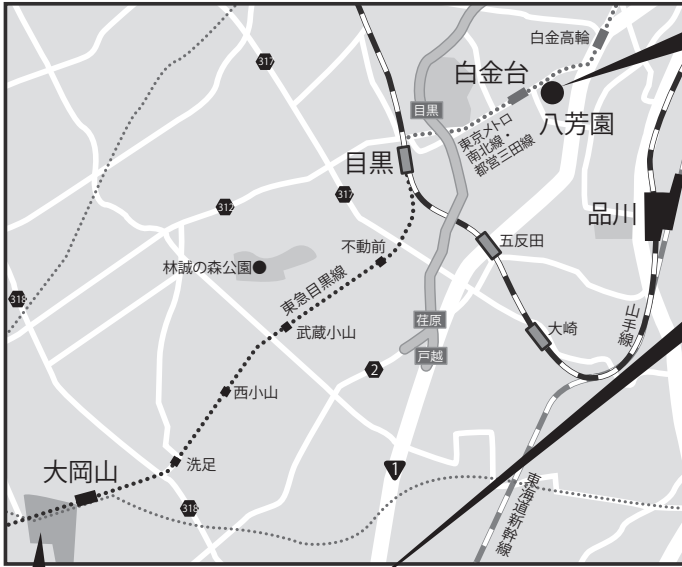 白金高輪
317
白金台
目黒
八芳園
東京メトロ
南北線・
都営三田線
目黒
317
312
品川
不動前
五反田
林誠の森公園
東急目黒線
318
山手線
荏原
武蔵小山
大崎
戸越
2
西小山
大岡山
洗足
1
東海道新幹線
318